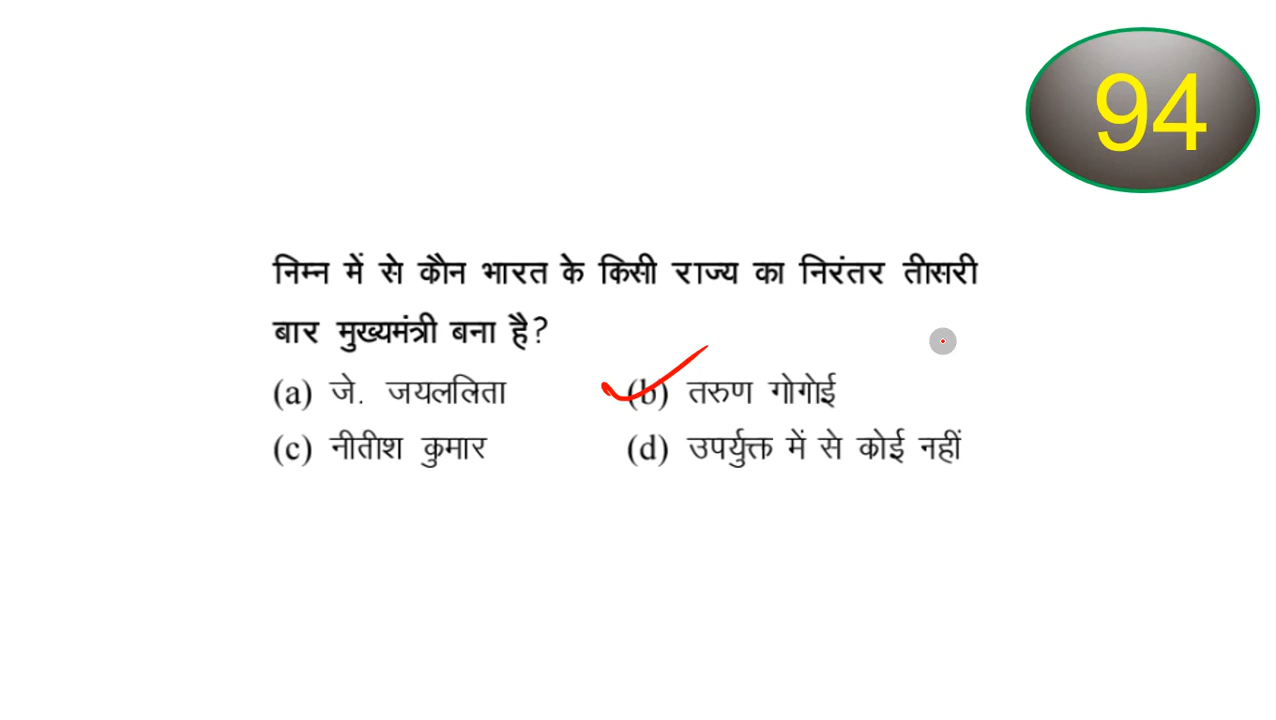 94
निम्न में से कौन भारत के किसी राज्य का निरंतर तीसरी
बार मुख्यमंत्री बना है?
(a) जे. जयललिता (b) तरुण गोगोई
(c) नीतीश कुमार (d) उपर्युक्त में से कोई नहीं